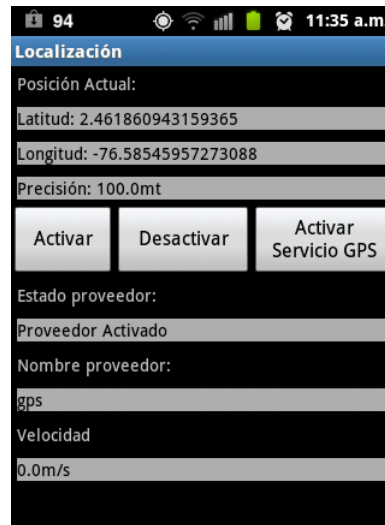 94 11:35 a.m
Localización
Posición Actual:
Latitud: 2.461860943159365
Longitud: -76.58545957273088
Precisión: 100.0mt
Activar Desactivar Activar
Servicio GPS
Estado proveedor:
Proveedor Activado
Nombre proveedor:
gps
Velocidad
0.0m/s